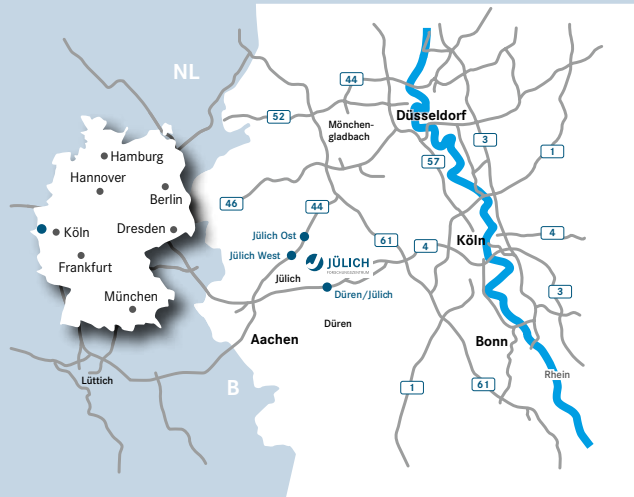 NL
44
52
Düsseldorf
Mönchen-
gladbach
3
1
57
Hamburg
Hannover
Berlin
46
44
Köln
Dresden
Jülich Ost
61
4
Köln
4
Jülich West
JÜLICH
FORSCHUNGSZENTRUM
Frankfurt
Jülich
München
Düren/Jülich
3
Düren
Aachen
Bonn
Lüttich
B
1
61
Rhein